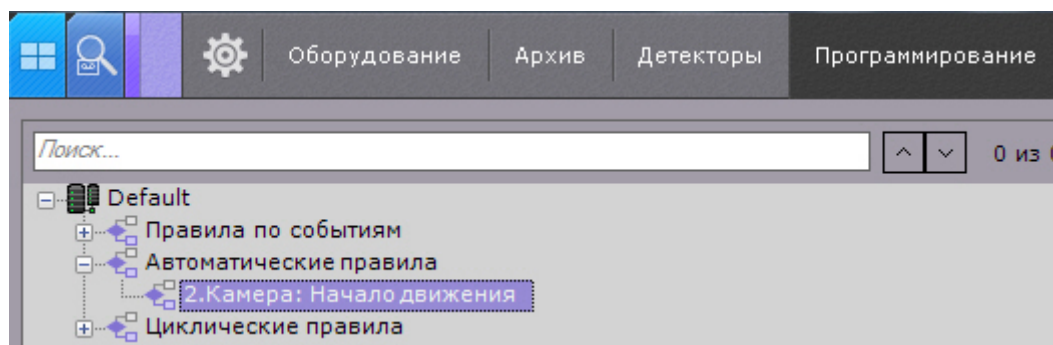 Оборудование Архив Детекторы Программирование
Поиск... 0 из
Default
Правила по событиям
Автоматические правила
2.Камера: Начало движения
Циклические правила